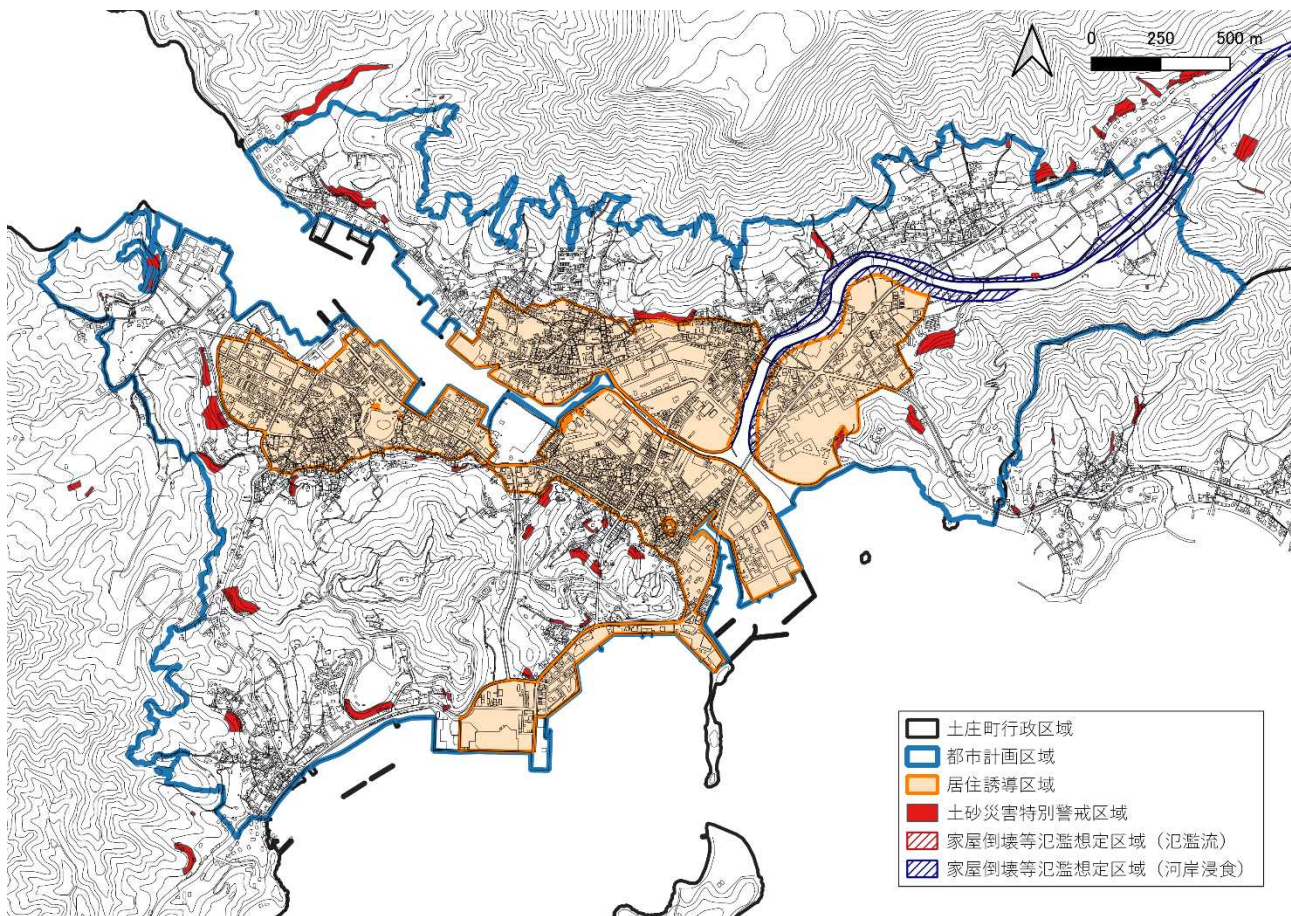 0 250 500 m
土庄町行政区域
都市計画区域
居住誘導区域
土砂災害特別警戒区域
家屋倒壊等氾濫想定区域（氾濫流）
家屋倒壊等氾濫想定区域（河岸浸食）